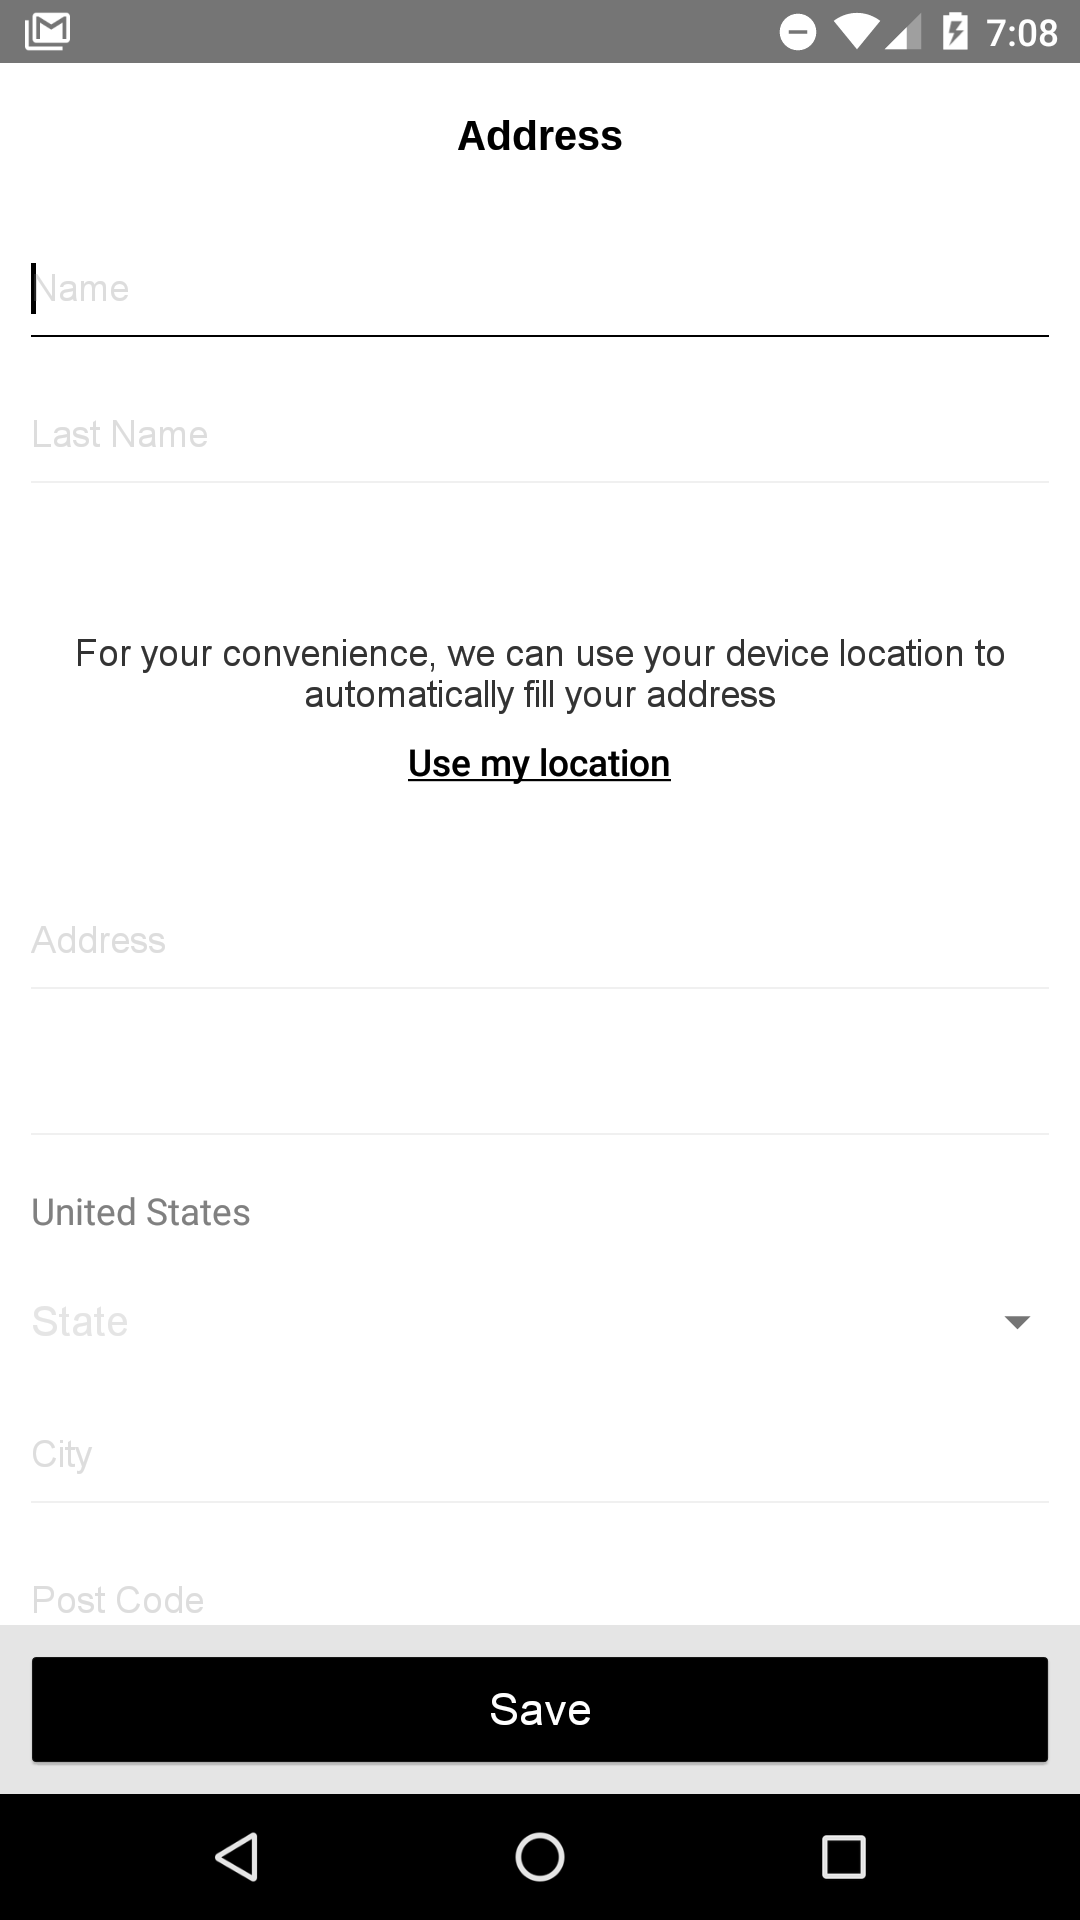 7:08
Address
Name
Last Name
For your convenience, we can use your device location to
automatically fill your address
Use my location
Address
United States
State
City
Post Code
Save